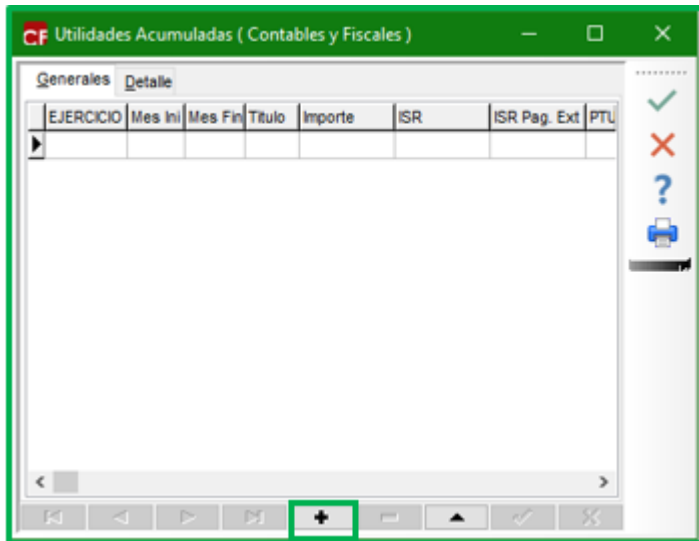 CF Utilidades Acumuladas ( Contables y Fiscales )
Generales Detalle
EJERCICIO Mes Ini Mes Fin Titulo Importe ISR ISR Pag. Ext PTU
?